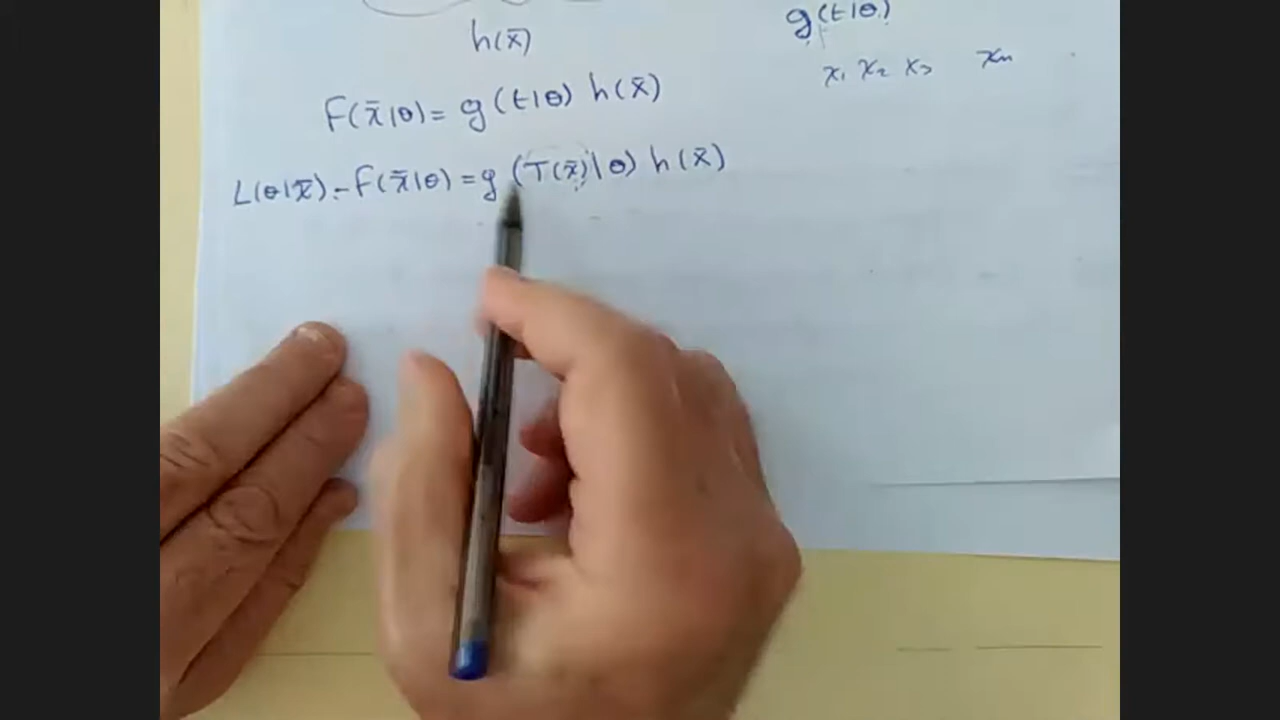 h(x̄)
g(t|θ)
x₁ x₂ x₃ xₙ
F(x̄|θ) = g(t|θ) h(x̄)
L(θ|x̄) = F(x̄|θ) = g(T(x̄)|θ) h(x̄)